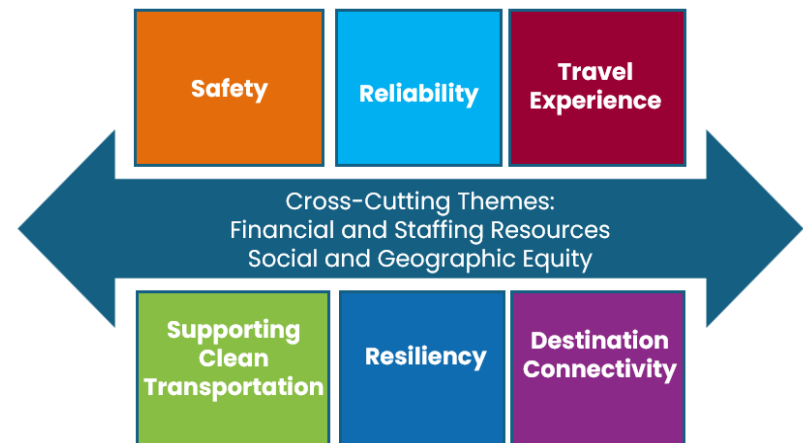 Safety
Reliability
Travel
Experience
Cross-Cutting Themes:
Financial and Staffing Resources
Social and Geographic Equity
Supporting
Clean
Transportation
Resiliency
Destination
Connectivity